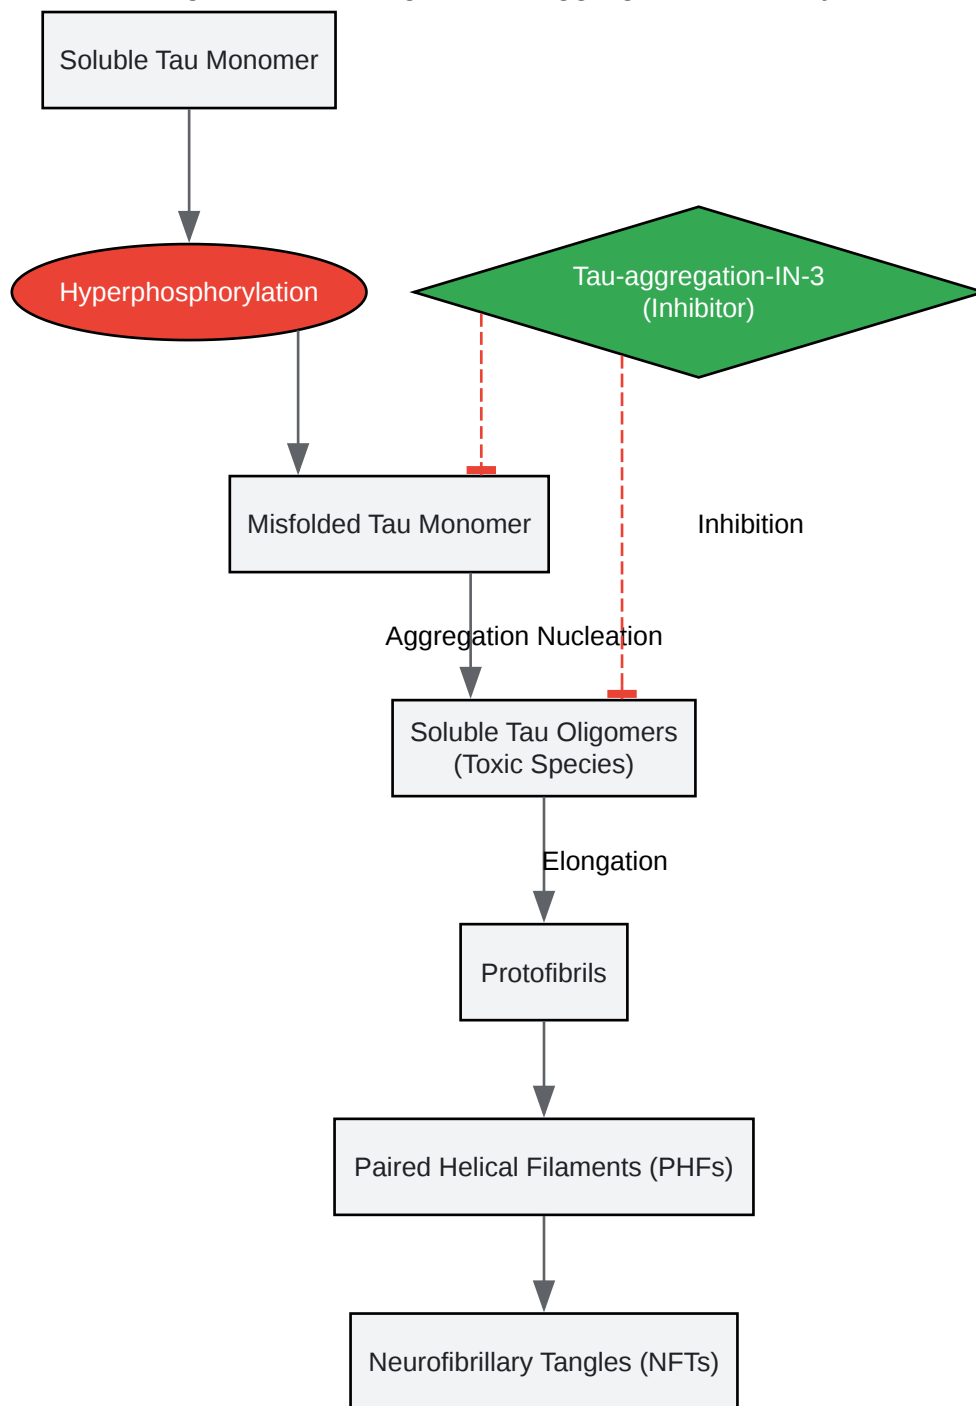 Soluble Tau Monomer
Hyperphosphorylation
Tau-aggregation-IN-3
(Inhibitor)
Misfolded Tau Monomer
Inhibition
Aggregation Nucleation
Soluble Tau Oligomers
(Toxic Species)
Elongation
Protofibrils
Paired Helical Filaments (PHFs)
Neurofibrillary Tangles (NFTs)